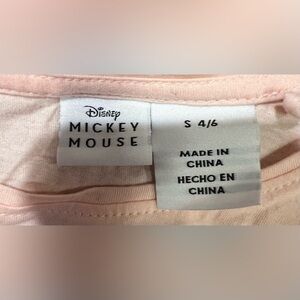 Disney
MICKEY
MOUSE
S 4/6
MADE IN
CHINA
HECHO EN
CHINA